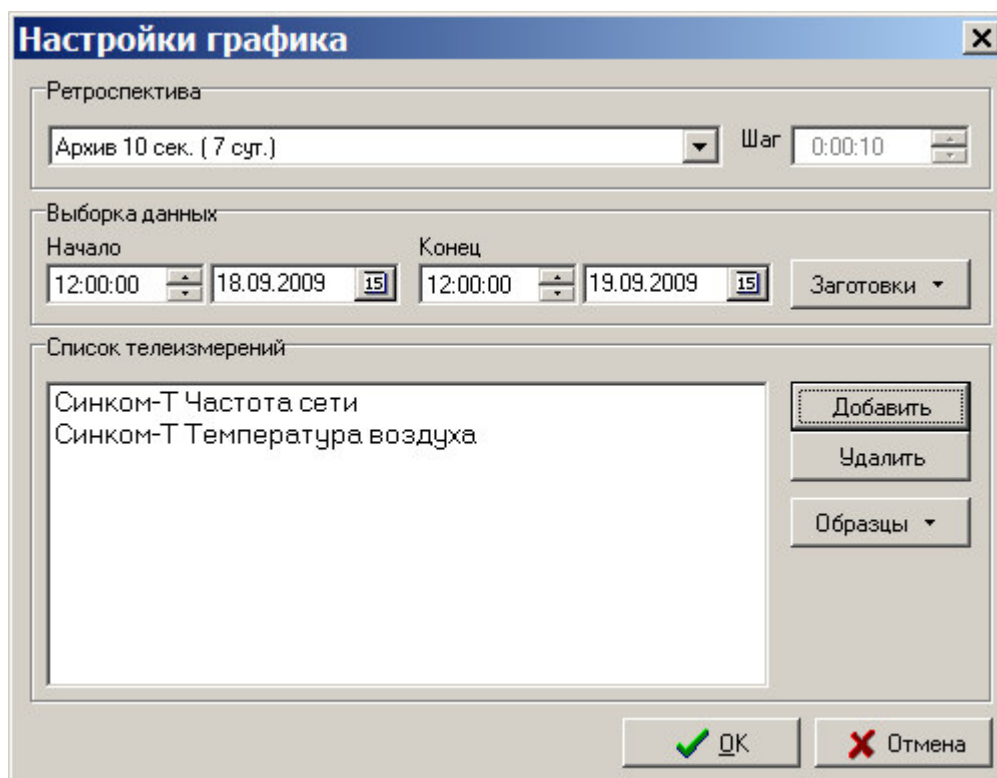 Настройки графика
Ретроспектива
Архив 10 сек. ( 7 сут.)
Шаг
0:00:10
Выборка данных
Начало
Конец
12:00:00
18.09.2009
15
12:00:00
19.09.2009
15
Заготовки
Список телеизмерений
Синком-Т Частота сети
Синком-Т Температура воздуха
Добавить
Удалить
Образцы
OK
Отмена